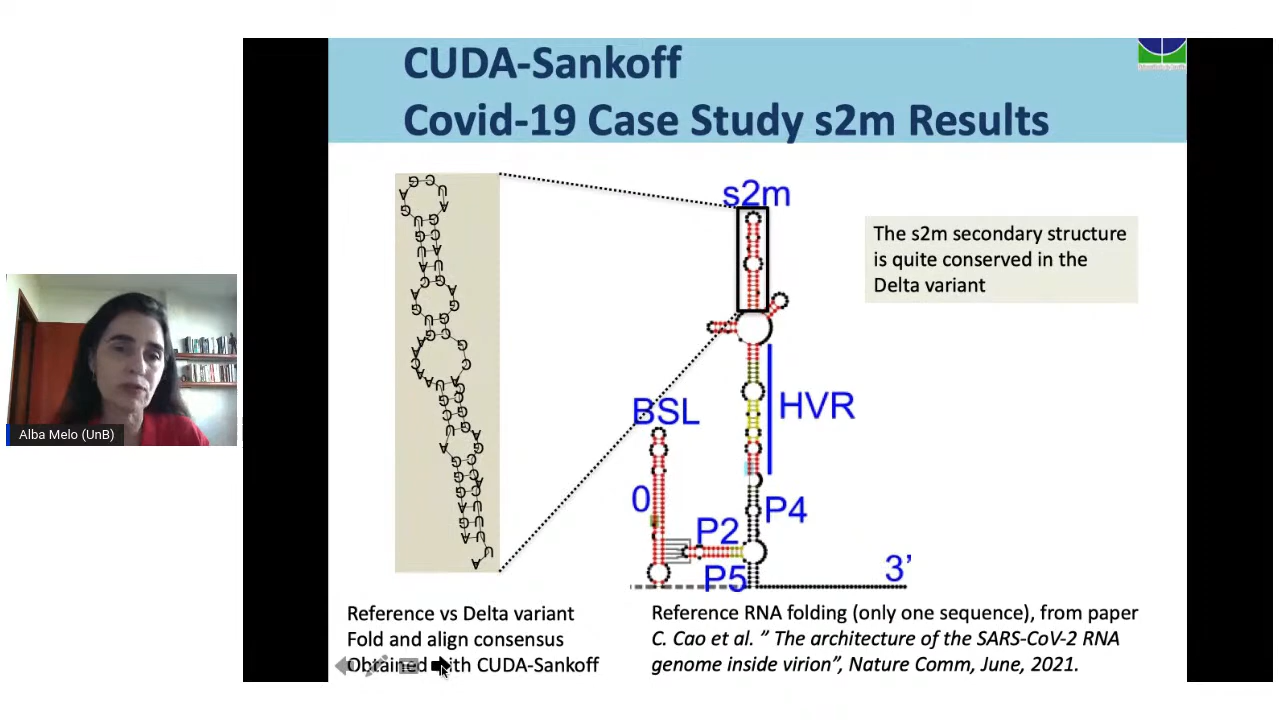 CUDA-Sankoff
Covid-19 Case Study s2m Results
s2m
The s2m secondary structure
is quite conserved in the
Delta variant
BSL
HVR
0
P4
P2
P5
3’
Alba Melo (UnB)
Reference vs Delta variant
Fold and align consensus
Obtained with CUDA-Sankoff
Reference RNA folding (only one sequence), from paper
C. Cao et al. ” The architecture of the SARS-CoV-2 RNA
genome inside virion”, Nature Comm, June, 2021.